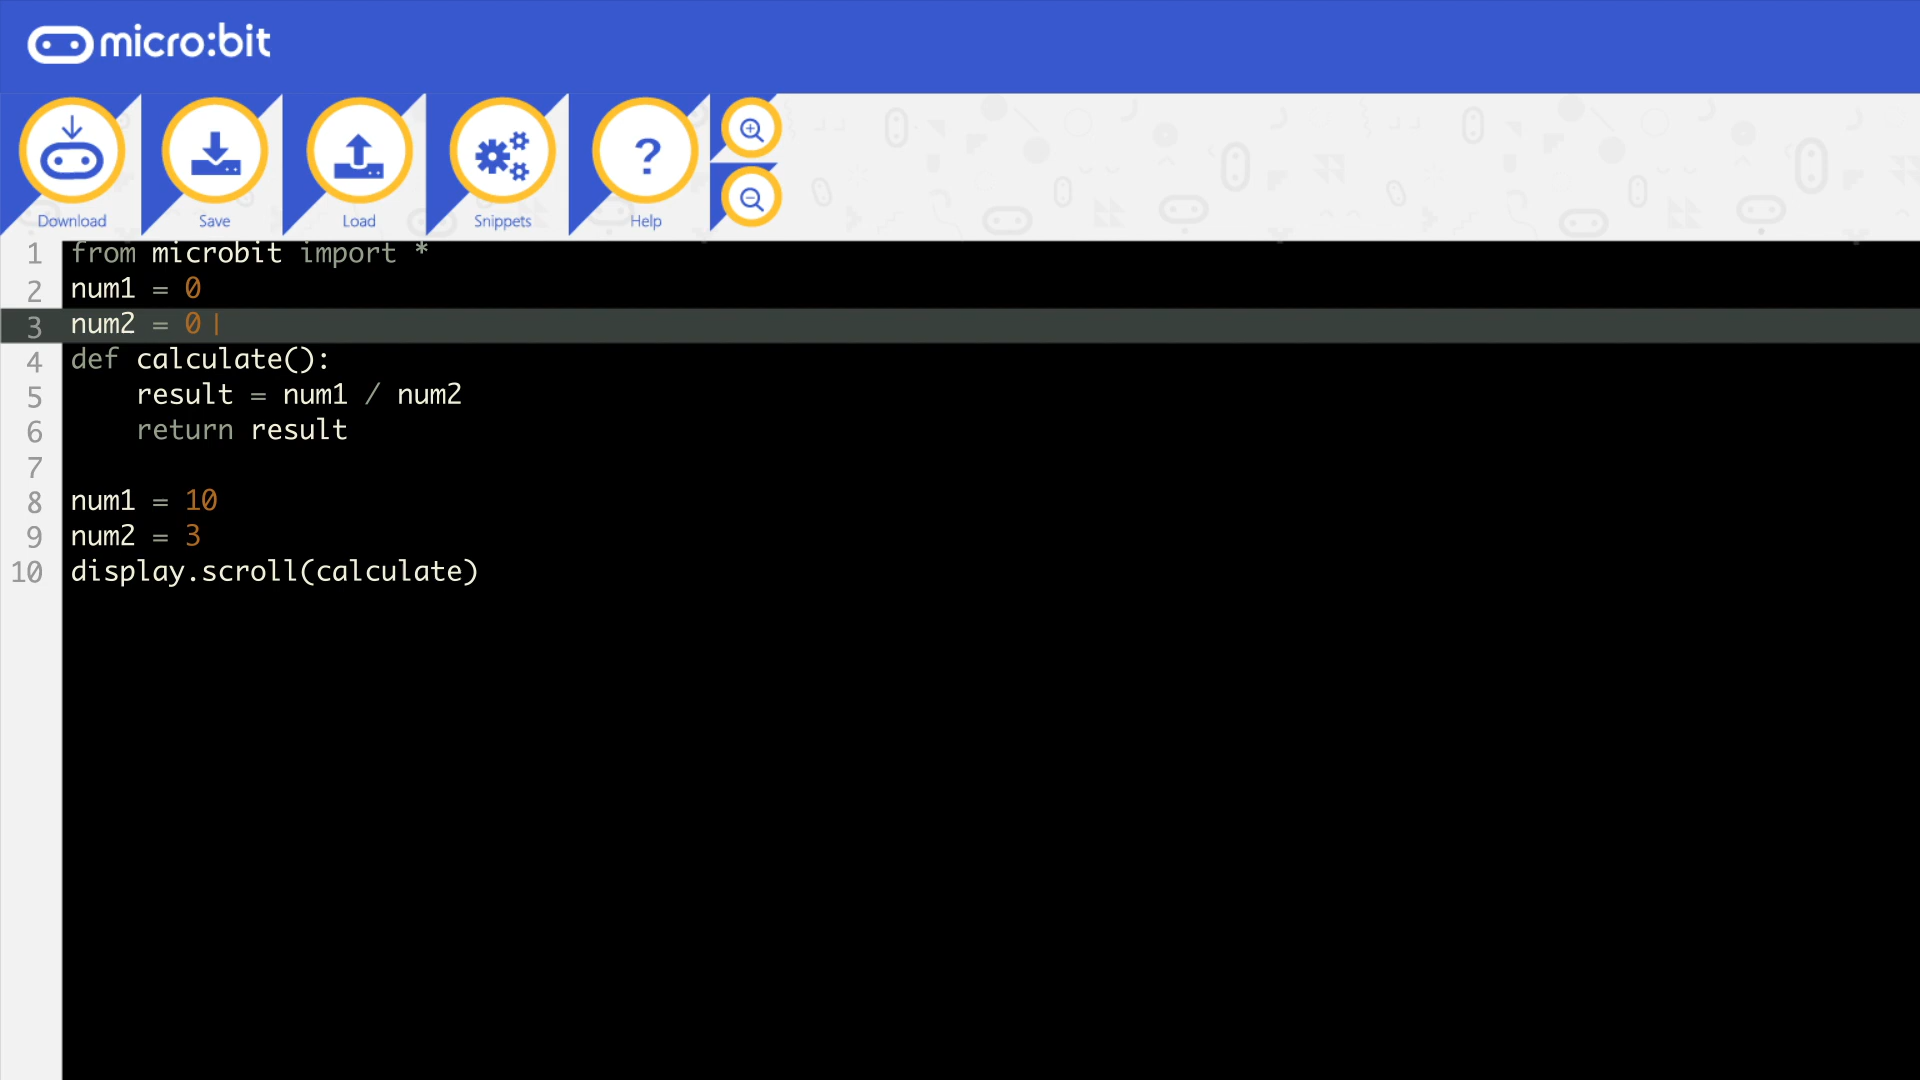 micro:bit
Download Save Load Snippets Help
1 from microbit import *
2 num1 = 0
3 num2 = 0
4 def calculate():
5     result = num1 / num2
6     return result
7
8 num1 = 10
9 num2 = 3
10 display.scroll(calculate)